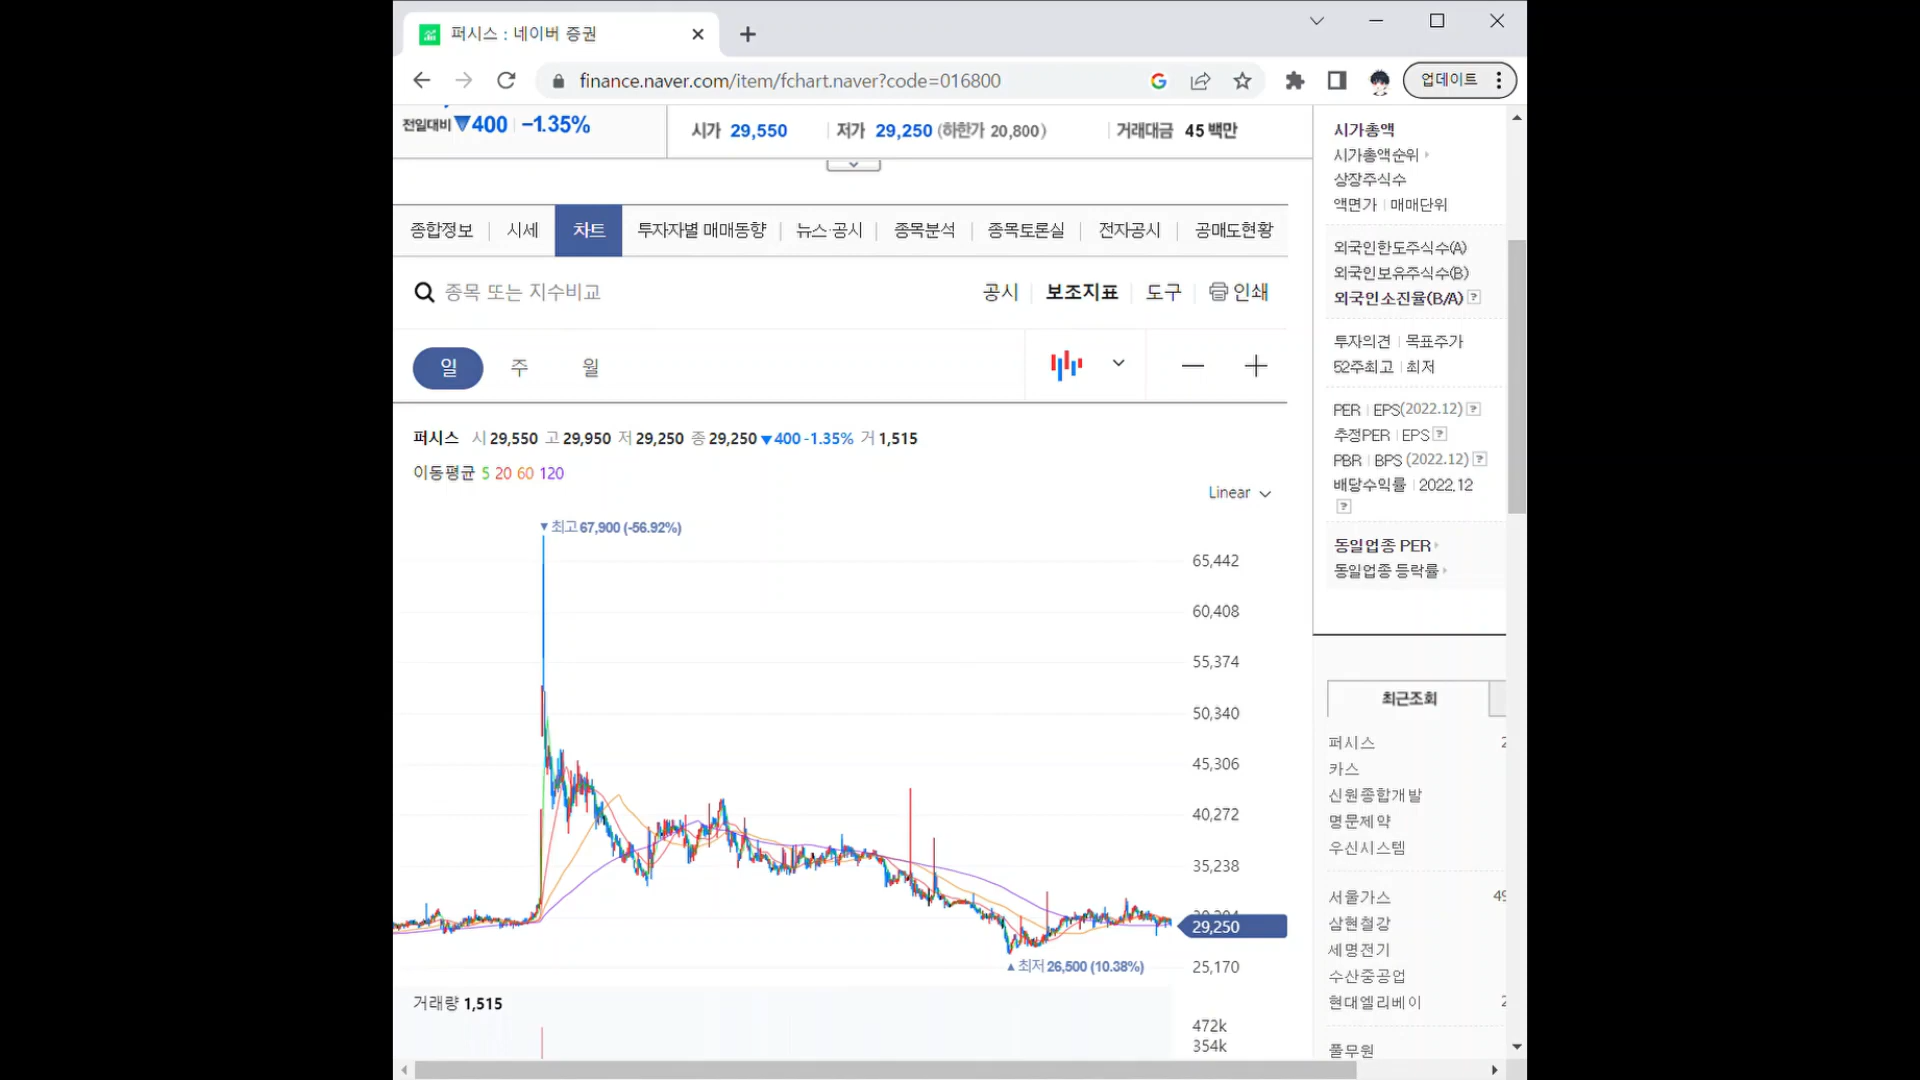 퍼시스 : 네이버 증권
finance.naver.com/item/fchart.naver?code=016800
업데이트
전일대비 ▼400 | −1.35%
시가 29,550 | 저가 29,250 (하한가 20,800) | 거래대금 45 백만
종합정보 | 시세 차트 투자자별 매매동향 | 뉴스·공시 | 종목분석 | 종목토론실 | 전자공시 | 공매도현황
종목 또는 지수비교
공시 | 보조지표 | 도구 | 인쇄
일 주 월
퍼시스 시 29,550 고 29,950 저 29,250 종 29,250 ▼400 -1.35% 거 1,515
이동평균 5 20 60 120
Linear
▼최고 67,900 (-56.92%)
65,442
60,408
55,374
50,340
45,306
40,272
35,238
29,250
25,170
▲최저 26,500 (10.38%)
거래량 1,515
472k
354k
시가총액
시가총액순위
상장주식수
액면가 | 매매단위
외국인한도주식수(A)
외국인보유주식수(B)
외국인소진율(B/A) ?
투자의견 | 목표주가
52주최고 | 최저
PER | EPS(2022.12) ?
추정PER | EPS ?
PBR | BPS (2022.12) ?
배당수익률 | 2022.12
?
동일업종 PER
동일업종 등락률
최근조회
퍼시스 2
카스
신원종합개발
명문제약
우신시스템
서울가스 49
삼현철강
세명전기
수산중공업
현대엘리베이 2
풀무원